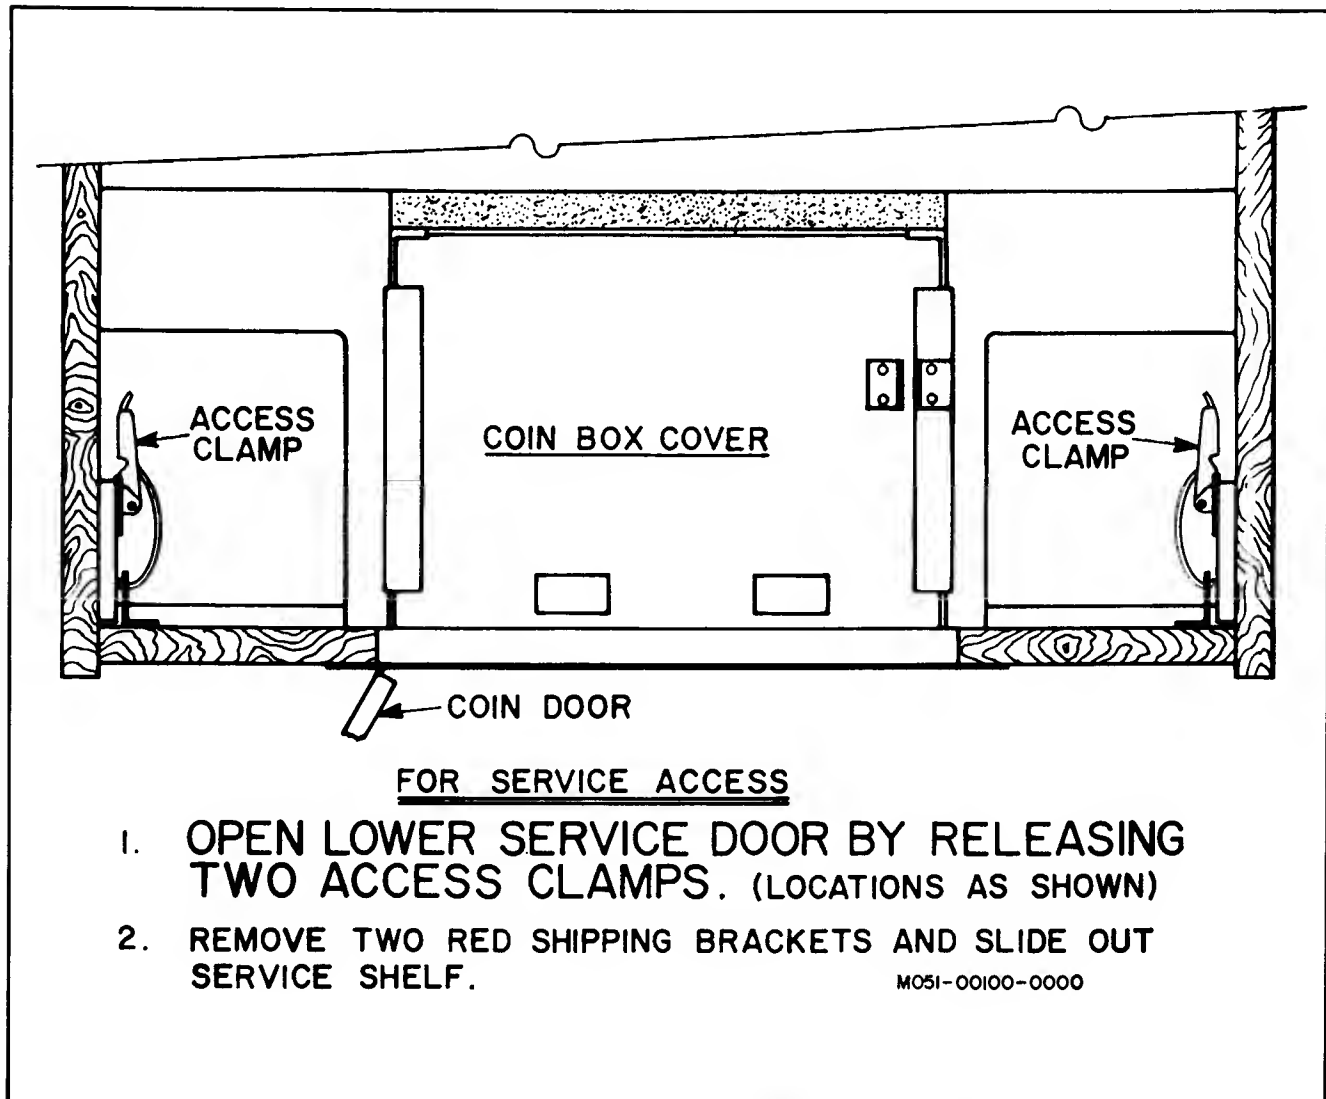 ACCESS
CLAMP
COIN BOX COVER
ACCESS
CLAMP
COIN DOOR
FOR SERVICE ACCESS
1. OPEN LOWER SERVICE DOOR BY RELEASING
TWO ACCESS CLAMPS. (LOCATIONS AS SHOWN)
2. REMOVE TWO RED SHIPPING BRACKETS AND SLIDE OUT
SERVICE SHELF.
M051-00100-0000